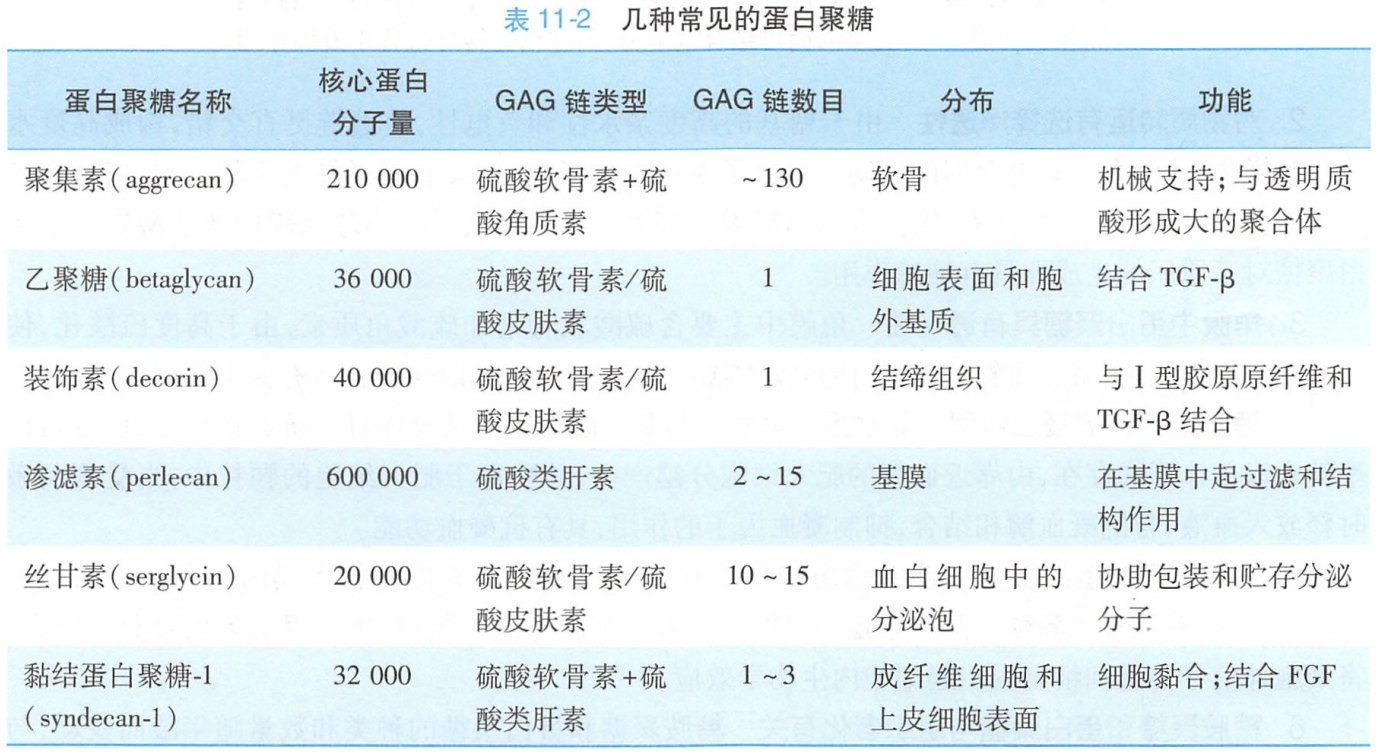 表 11-2 几种常见的蛋白聚糖
蛋白聚糖名称 核心蛋白分子量 GAG 链类型 GAG 链数目 分布 功能
聚集素(aggrecan) 210 000 硫酸软骨素+硫 ~130 软骨 机械支持;与透明质
酸角质素 酸形成大的聚合体
乙聚糖(betaglycan) 36 000 硫酸软骨素/硫 1 细胞表面和胞 结合 TGF-β
酸皮肤素 外基质
装饰素(decorin) 40 000 硫酸软骨素/硫 1 结缔组织 与Ⅰ型胶原原纤维和
酸皮肤素 TGF-β 结合
渗滤素(perlecan) 600 000 硫酸类肝素 2~15 基膜 在基膜中起过滤和结
构作用
丝甘素(serglycin) 20 000 硫酸软骨素/硫 10~15 血白细胞中的 协助包装和贮存分泌
酸皮肤素 分泌泡 分子
黏结蛋白聚糖-1 32 000 硫酸软骨素+硫 1~3 成纤维细胞和 细胞黏合;结合 FGF
(syndecan-1) 酸类肝素 上皮细胞表面